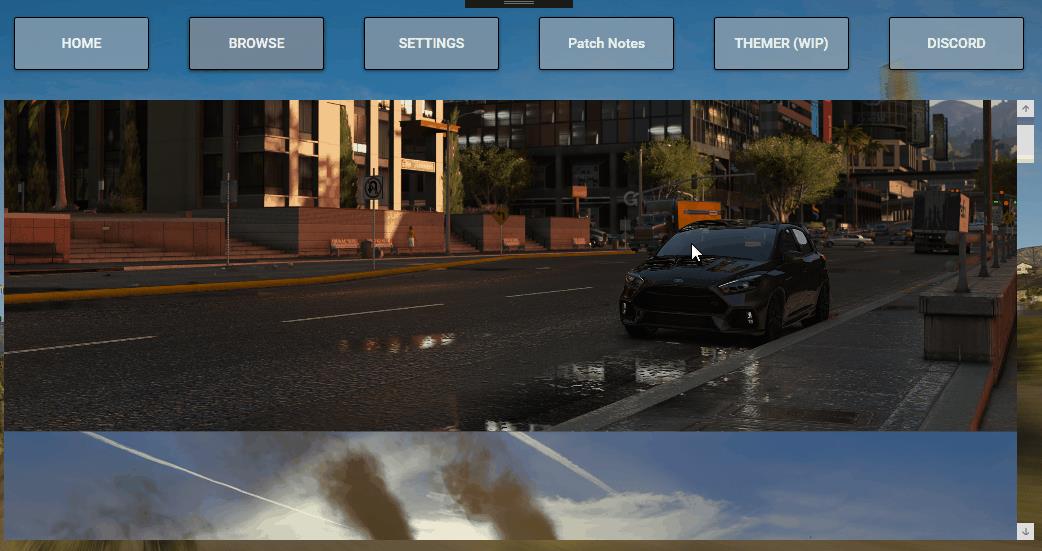 HOME
BROWSE
SETTINGS
Patch Notes
THEMER (WIP)
DISCORD